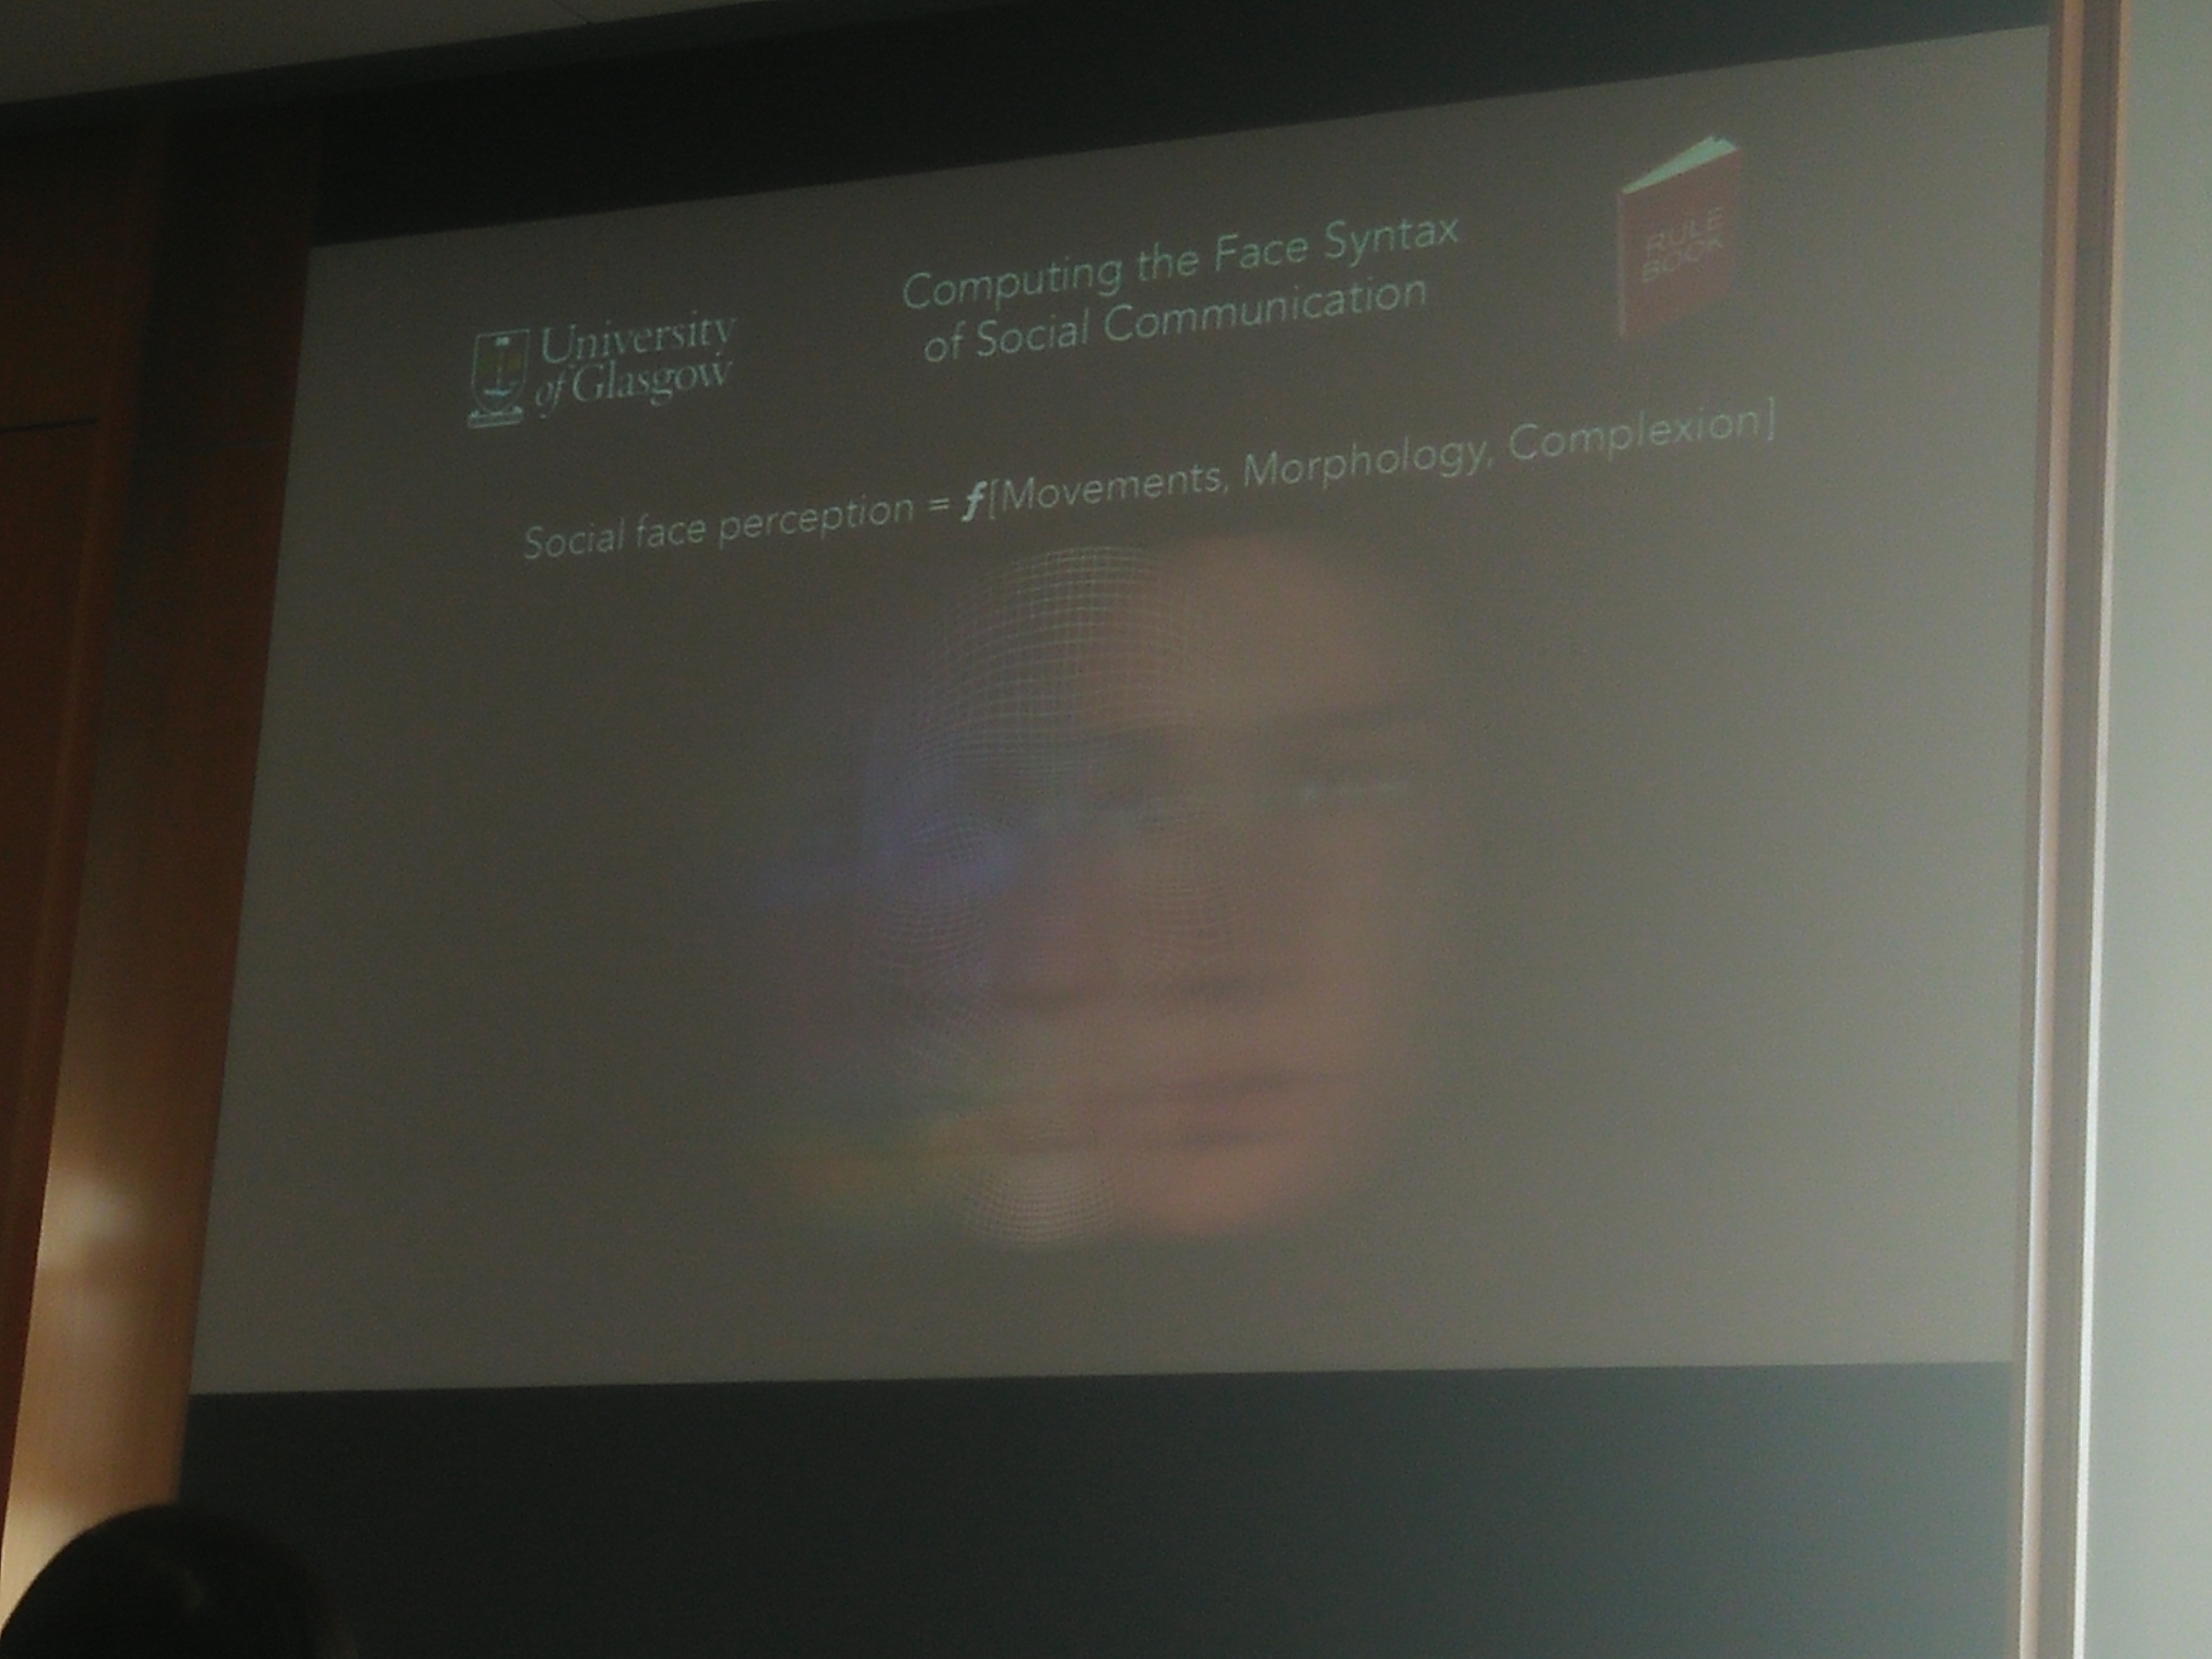 Computing the Face Syntax
of Social Communication
RULE
BOOK
University
of Glasgow
Social face perception = f[Movements, Morphology, Complexion]